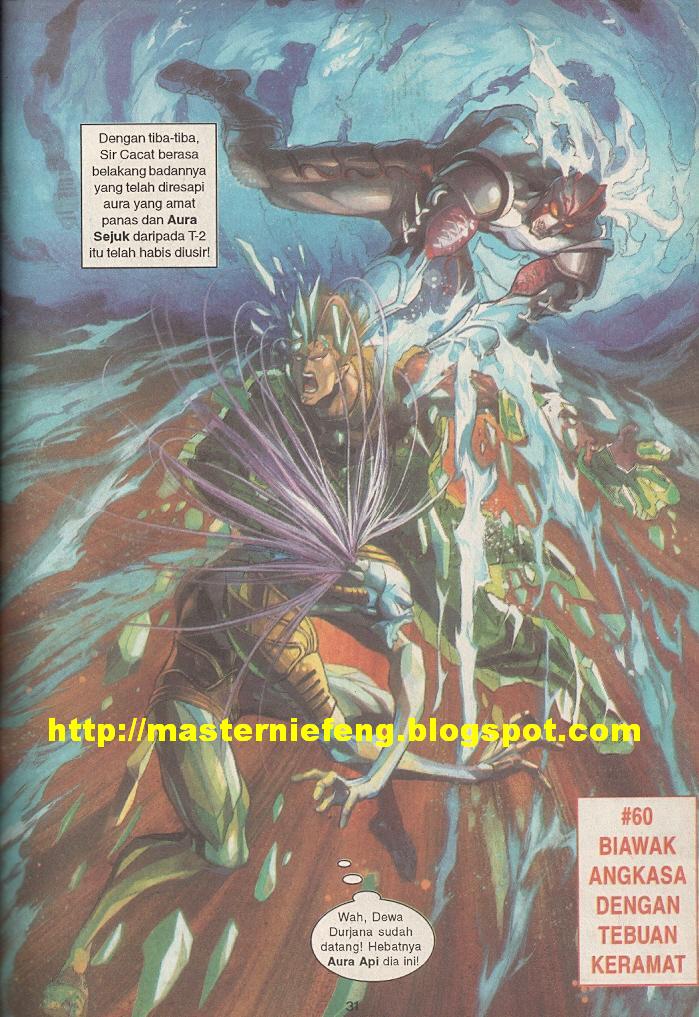 Dengan tiba-tiba,
Sir Cacat berasa
belakang badannya
yang telah diresapi
aura yang amat
panas dan Aura
Sejuk daripada T-2
itu telah habis diusir!
http://masterniefeng.blogspot.com
#60
BIAWAK
ANGKASA
DENGAN
TEBUAN
KERAMAT
Wah, Dewa
Durjana sudah
datang! Hebatnya
Aura Api dia ini!
31